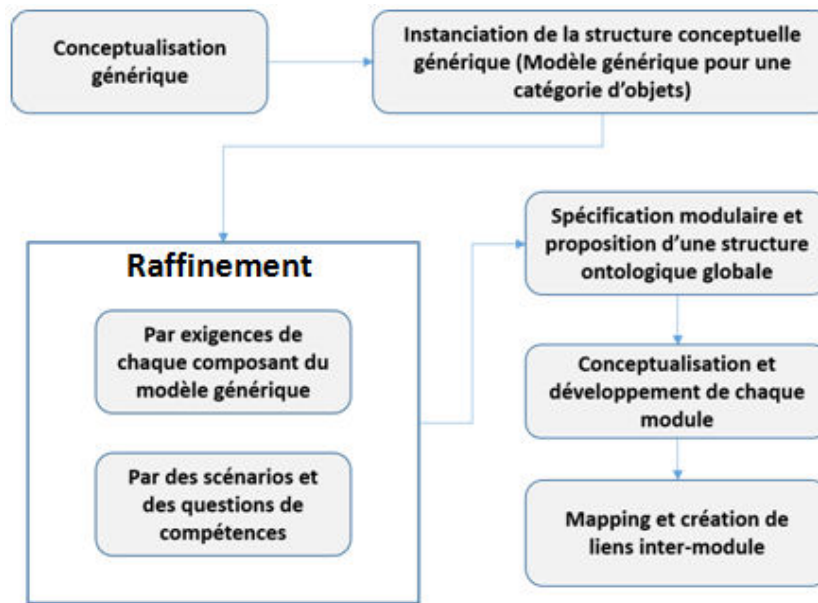 Conceptualisation
générique
Instanciation de la structure conceptuelle
générique (Modèle générique pour une
catégorie d'objets)
Raffinement
Par exigences de
chaque composant du
modèle générique
Par des scénarios et
des questions de
compétences
Spécification modulaire et
proposition d'une structure
ontologique globale
Conceptualisation et
développement de chaque
module
Mapping et création de
liens inter-module